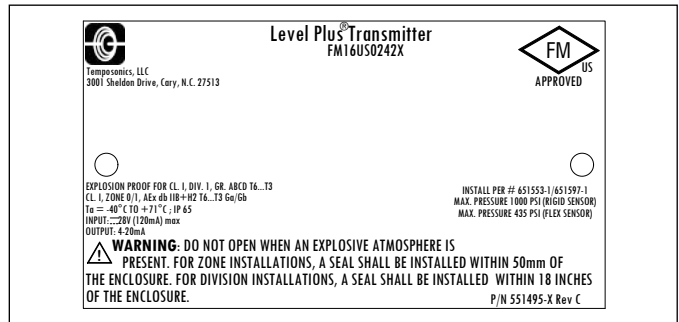 Level Plus® Transmitter
FM16US0242X
FM
US
APPROVED
Temposonics, LLC
3001 Sheldon Drive, Cary, N.C. 27513
EXPLOSION PROOF FOR CL. I, DIV. 1, GR. ABCD T6...T3
CL. I, ZONE 0/1, AEx db IIB+H2 T6...T3 Ga/Gb
Ta = -40°C TO +71°C ; IP 65
INPUT:⎓28V (120mA) max
OUTPUT: 4-20mA
INSTALL PER # 651553-1/651597-1
MAX. PRESSURE 1000 PSI (RIGID SENSOR)
MAX. PRESSURE 435 PSI (FLEX SENSOR)
WARNING: DO NOT OPEN WHEN AN EXPLOSIVE ATMOSPHERE IS
PRESENT. FOR ZONE INSTALLATIONS, A SEAL SHALL BE INSTALLED WITHIN 50mm OF
THE ENCLOSURE. FOR DIVISION INSTALLATIONS, A SEAL SHALL BE INSTALLED WITHIN 18 INCHES
OF THE ENCLOSURE.
P/N 551495-X Rev C